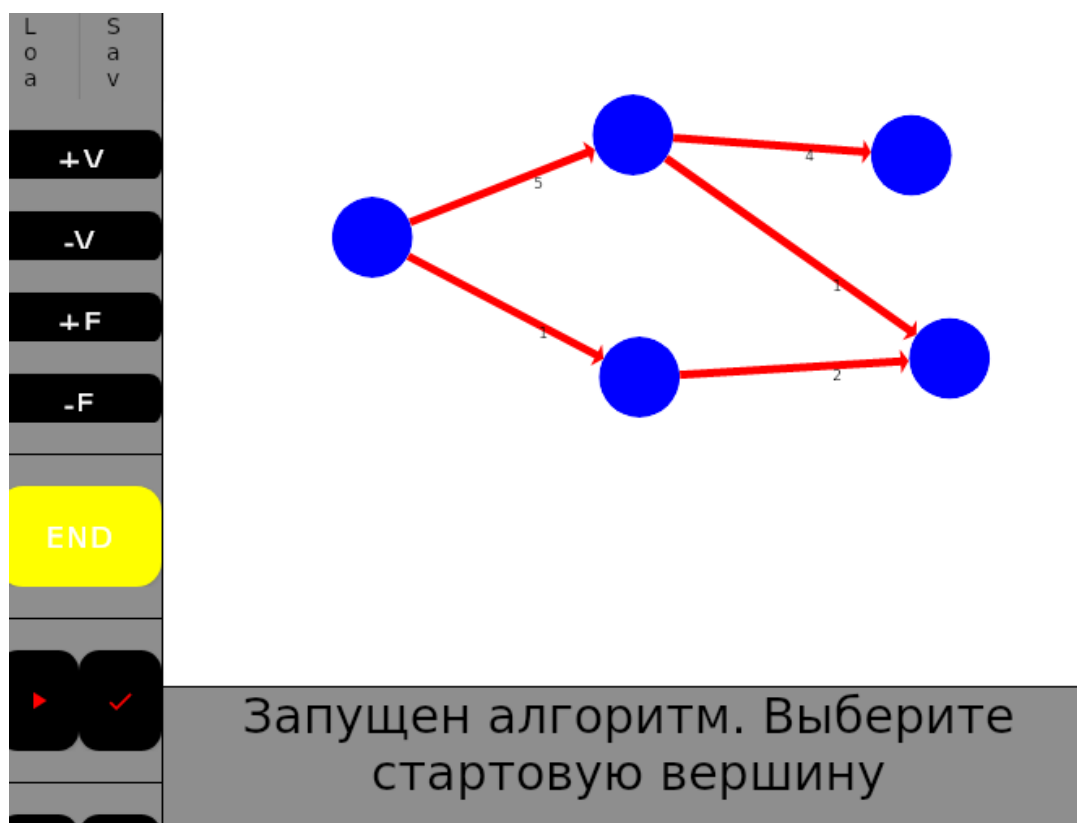 L S
o a
a v
+V
-V
+F
-F
END
5
4
1
1
2
Запущен алгоритм. Выберите
стартовую вершину